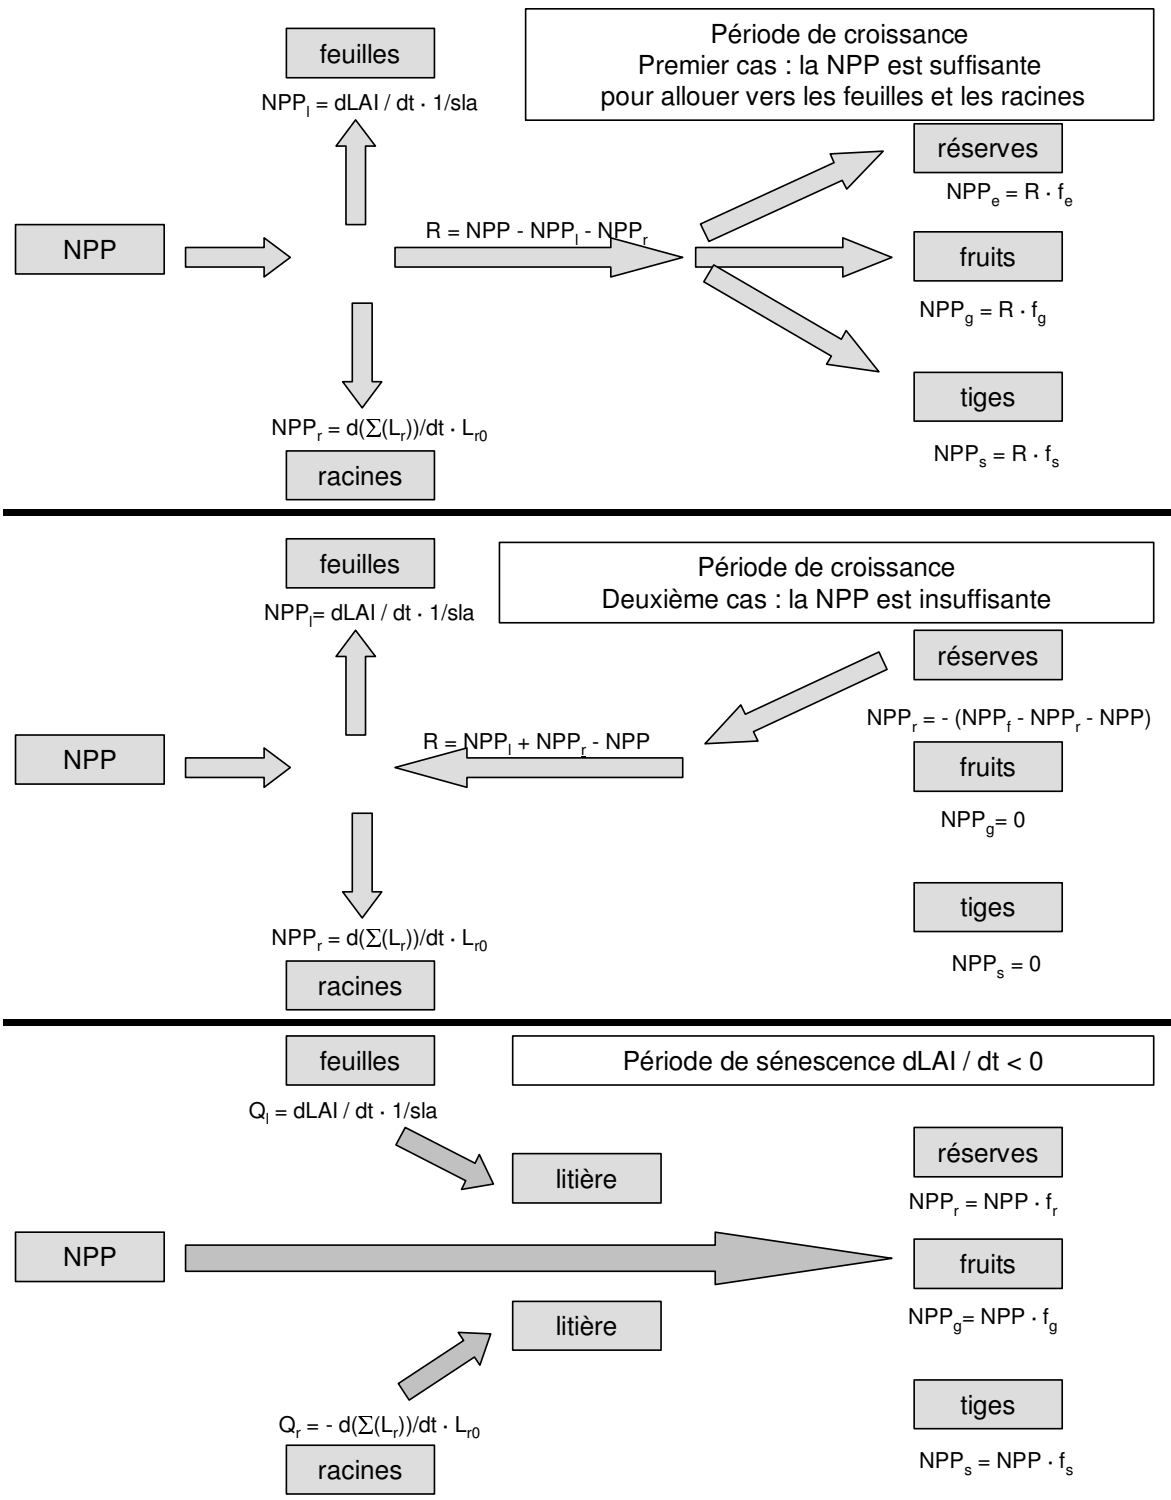 feuilles
NPPl = dLAI / dt · 1/sla
Période de croissance
Premier cas : la NPP est suffisante
pour allouer vers les feuilles et les racines
réserves
NPPe = R · fe
NPP
R = NPP - NPPl - NPPr
fruits
NPPg = R · fg
tiges
NPPs = R · fs
NPPr = d(Σ(Lr))/dt · Lr0
racines
feuilles
NPPl= dLAI / dt · 1/sla
Période de croissance
Deuxième cas : la NPP est insuffisante
réserves
NPPr = - (NPPf - NPPr - NPP)
NPP
R = NPPl + NPPr - NPP
fruits
NPPg= 0
tiges
NPPs = 0
NPPr = d(Σ(Lr))/dt · Lr0
racines
feuilles
Ql = dLAI / dt · 1/sla
Période de sénescence dLAI / dt < 0
litière
réserves
NPPr = NPP · fr
NPP
fruits
NPPg= NPP · fg
litière
tiges
NPPs = NPP · fs
Qr = - d(Σ(Lr))/dt · Lr0
racines